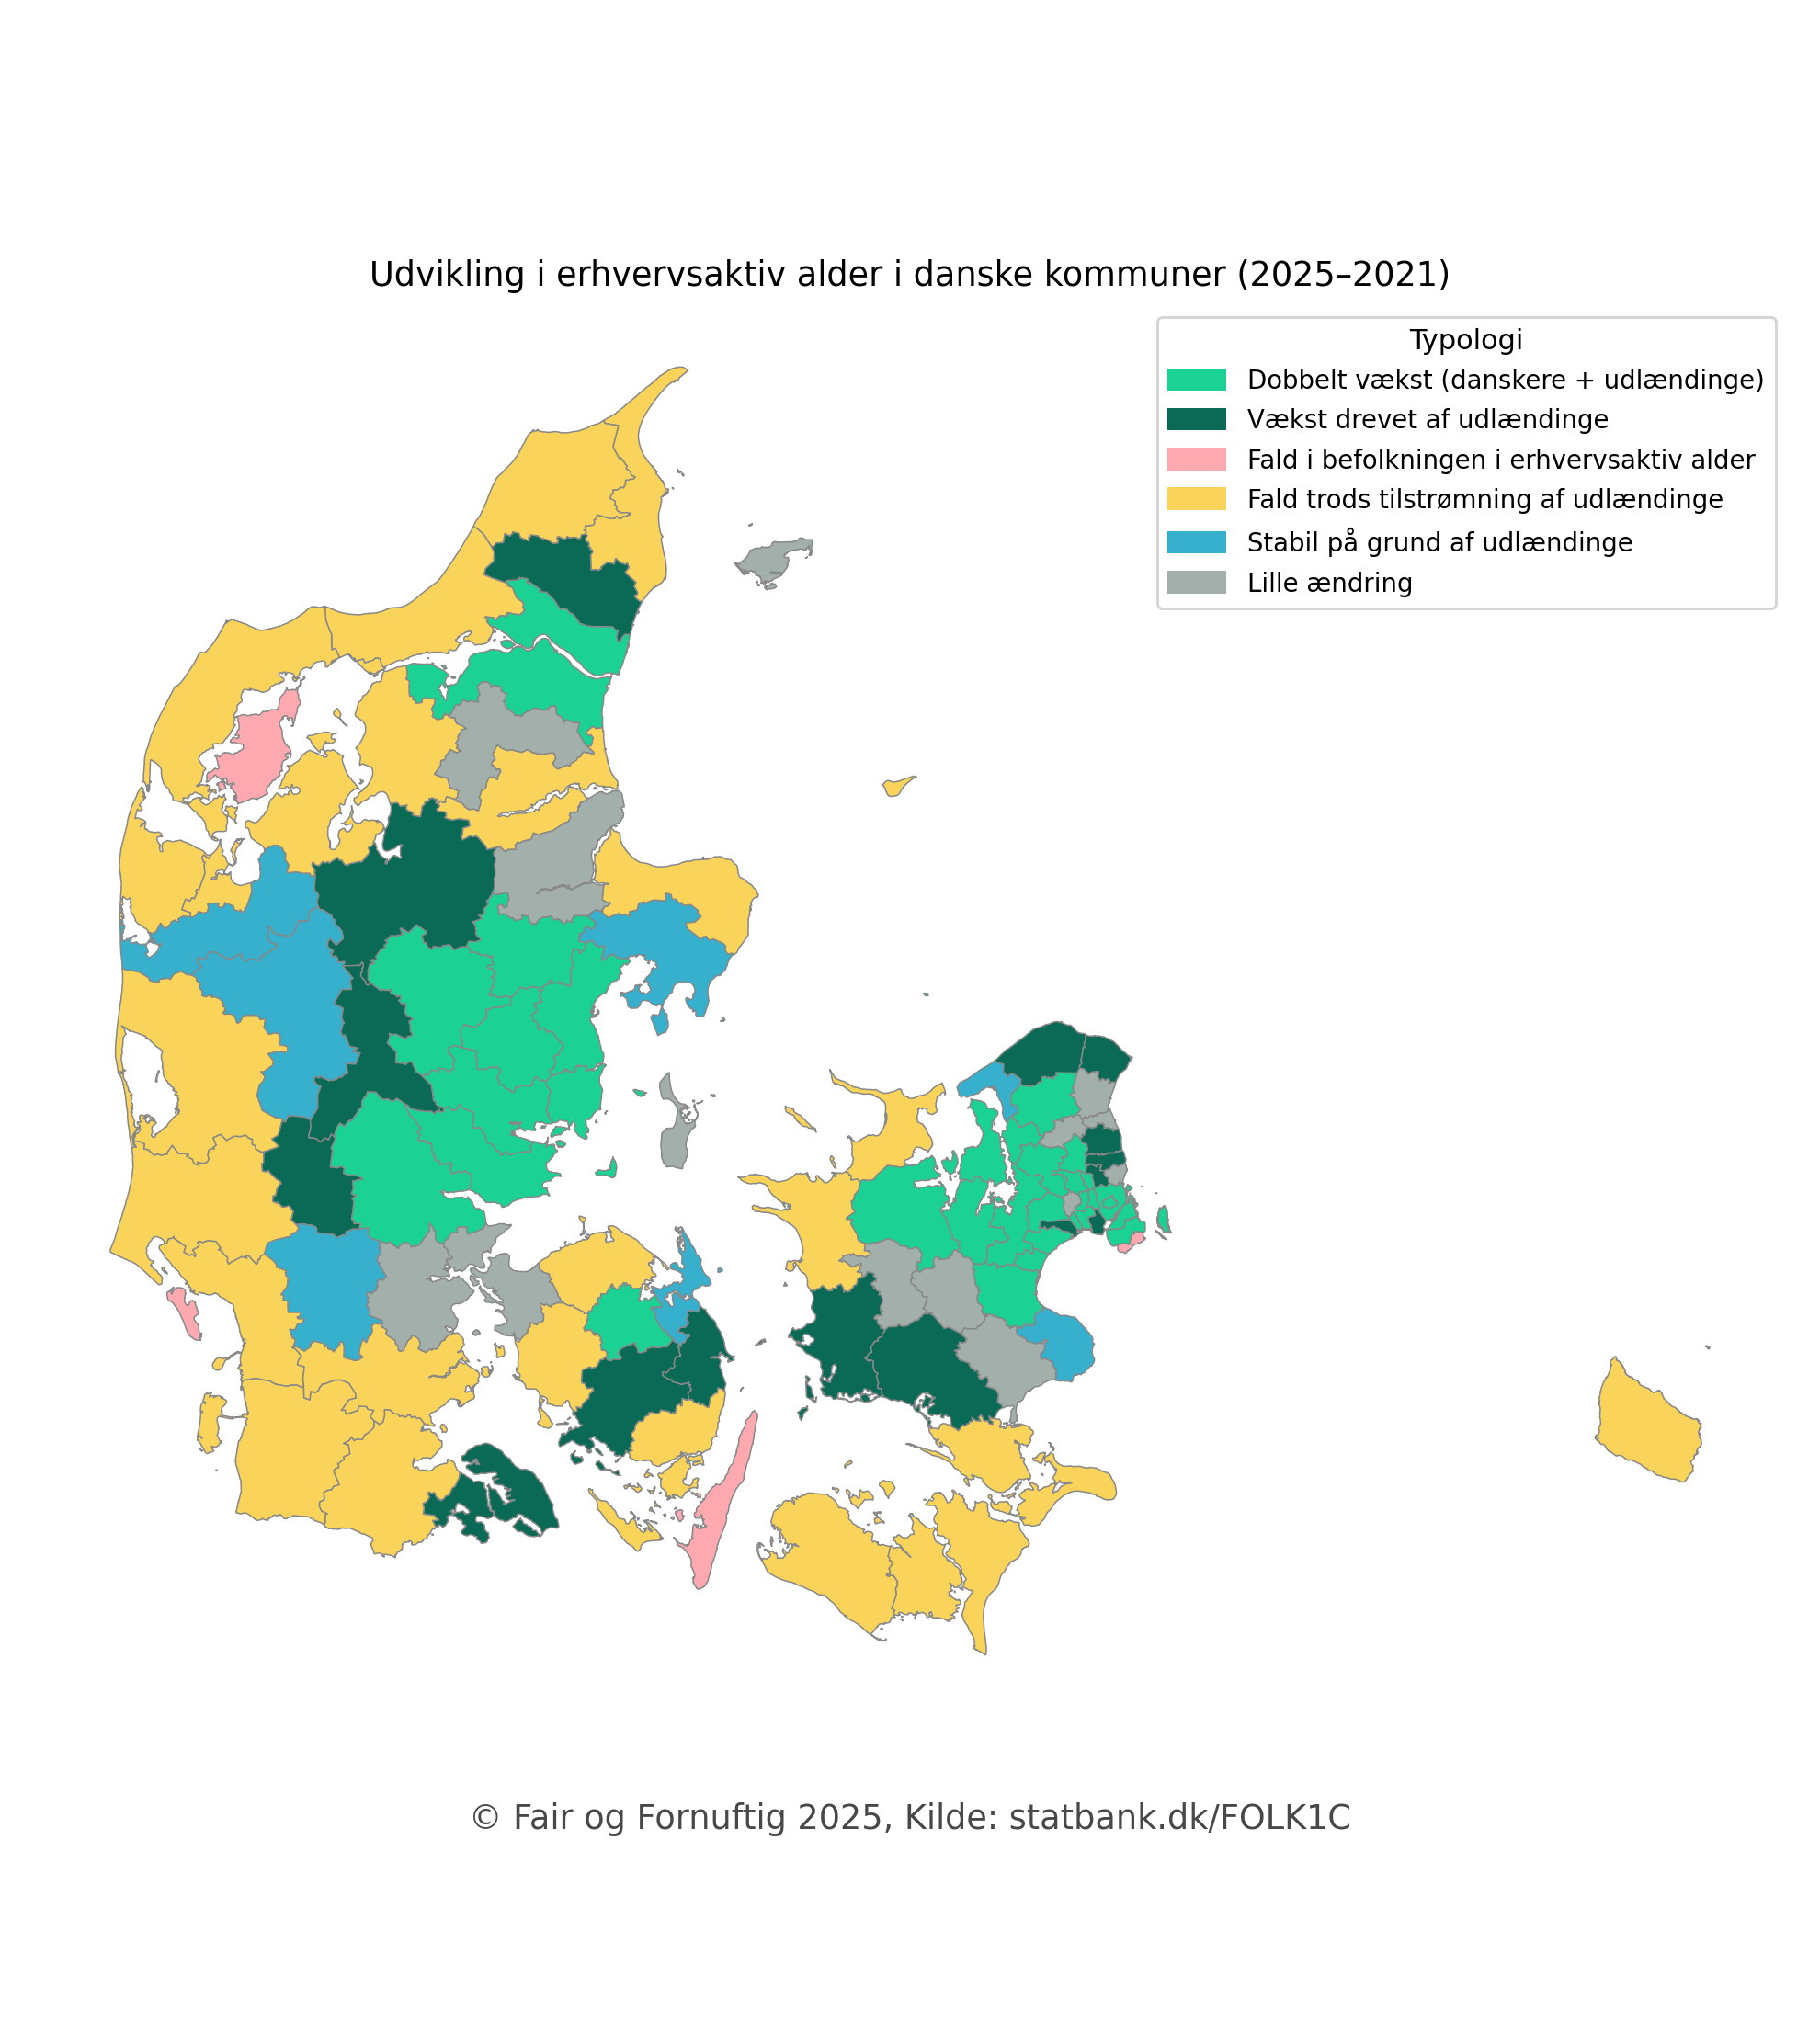 Udvikling i erhvervsaktiv alder i danske kommuner (2025–2021)
Typologi
Dobbelt vækst (danskere + udlændinge)
Vækst drevet af udlændinge
Fald i befolkningen i erhvervsaktiv alder
Fald trods tilstrømning af udlændinge
Stabil på grund af udlændinge
Lille ændring
© Fair og Fornuftig 2025, Kilde: statbank.dk/FOLK1C